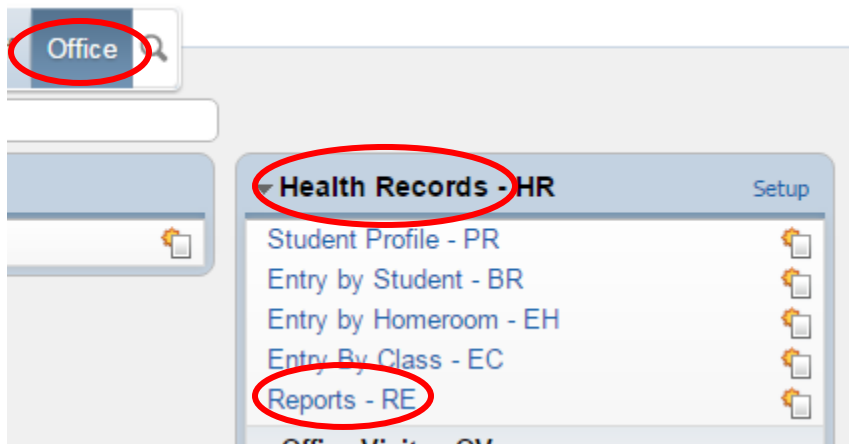 Office
Health Records - HR
Setup
Student Profile - PR
Entry by Student - BR
Entry by Homeroom - EH
Entry By Class - EC
Reports - RE